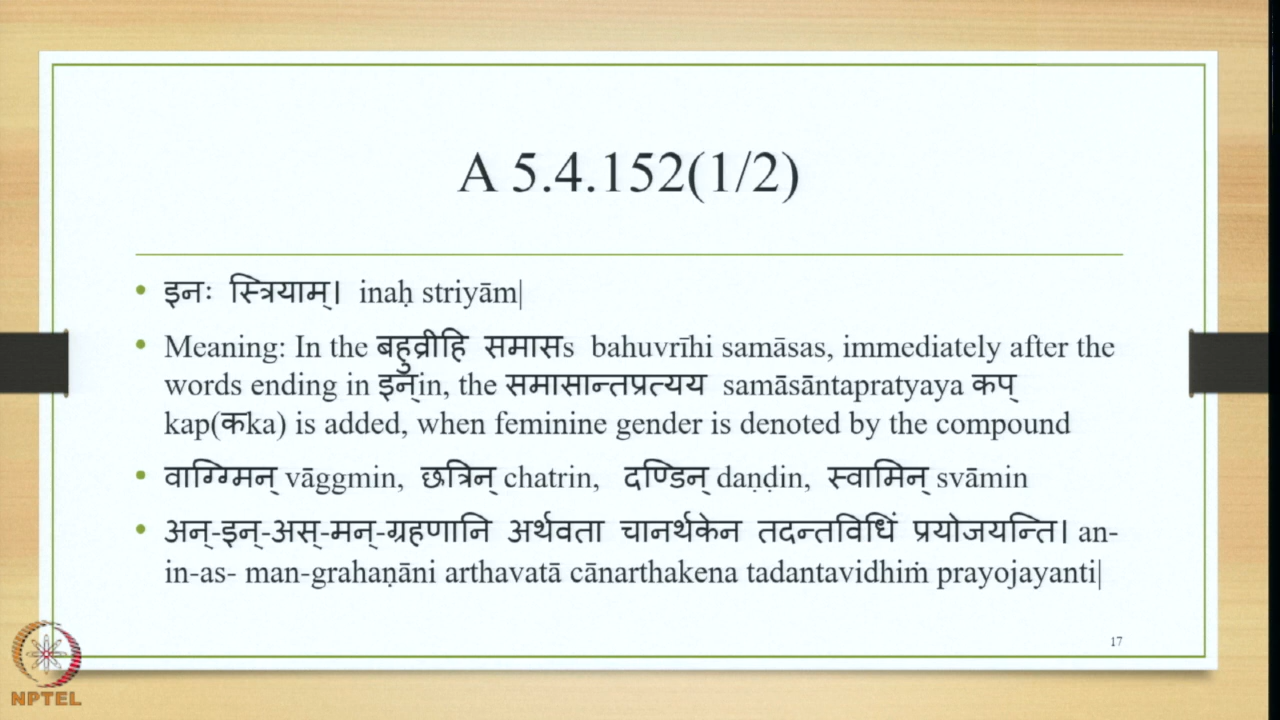 A 5.4.152(1/2)
• इनः स्त्रियाम्। inaḥ striyām|
• Meaning: In the बहुव्रीहि समासs bahuvrīhi samāsas, immediately after the
words ending in इन्in, the समासान्तप्रत्यय samāsāntapratyaya कप्
kap(कka) is added, when feminine gender is denoted by the compound
• वाग्ग्मिन् vāggmin, छत्रिन् chatrin, दण्डिन् daṇḍin, स्वामिन् svāmin
• अन्-इन्-अस्-मन्-ग्रहणानि अर्थवता चानर्थकेन तदन्तविधिं प्रयोजयन्ति। an-
in-as- man-grahaṇāni arthavatā cānarthakena tadantavidhiṁ prayojayanti|
17
NPTEL